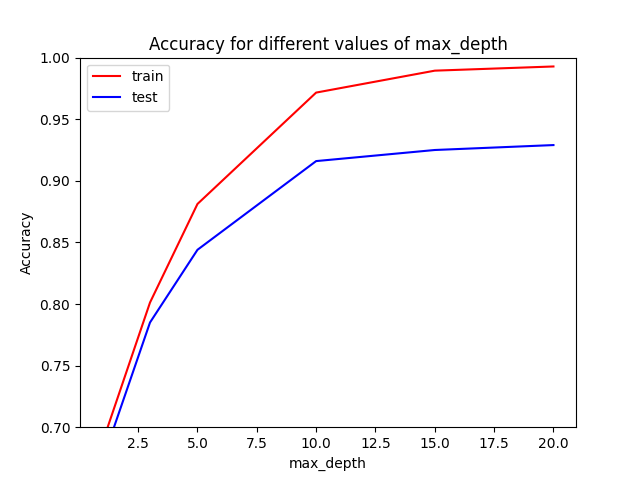 Accuracy for different values of max_depth
1.00
0.95
0.90
0.85
0.80
0.75
0.70
Accuracy
train
test
2.5 5.0 7.5 10.0 12.5 15.0 17.5 20.0
max_depth